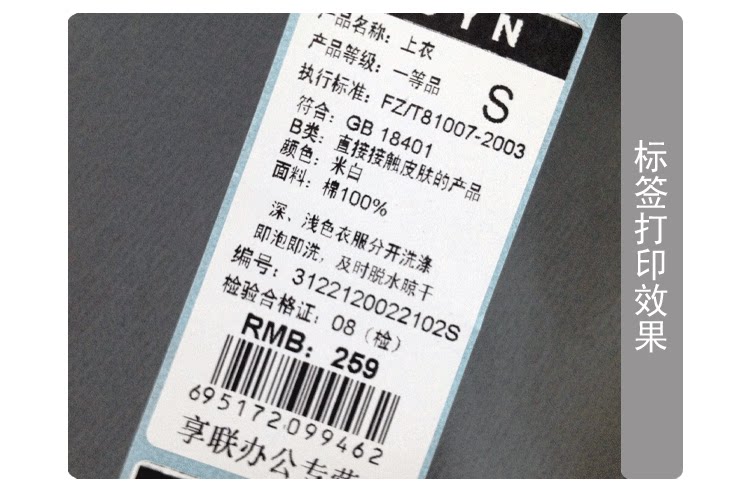 DYN
产品名称：上衣
产品等级：一等品
S
执行标准：FZ/T81007-2003
符合：GB 18401
B类：直接接触皮肤的产品
颜色：米白
面料：棉100%
深、浅色衣服分开洗涤
即泡即洗，及时脱水晾干
编号：3122120022102S
检验合格证：08（检）
RMB：259
695172099462
享联办公专营
标签打印效果